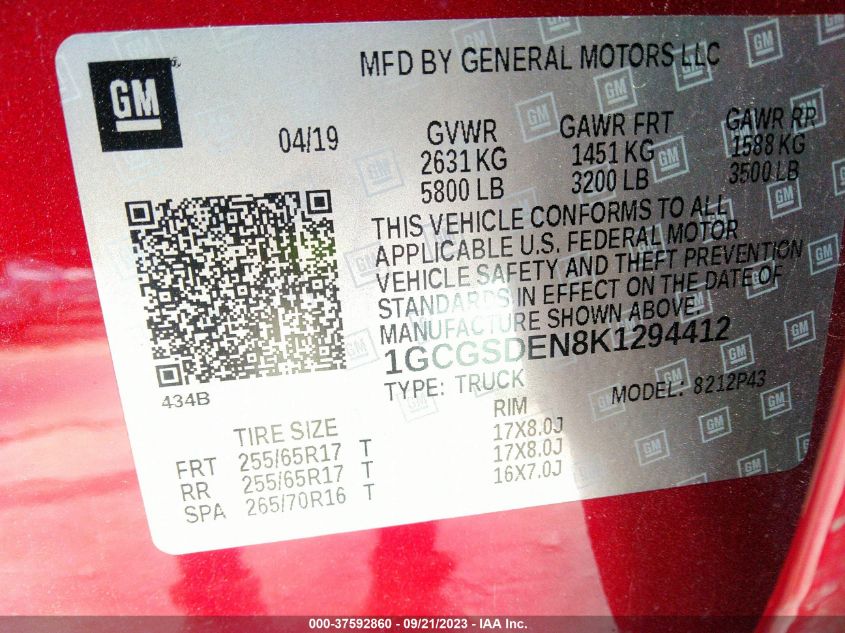 GM
MFD BY GENERAL MOTORS LLC
04/19
GVWR GAWR FRT GAWR RR
2631 KG 1451 KG 1588 KG
5800 LB 3200 LB 3500 LB
THIS VEHICLE CONFORMS TO ALL
APPLICABLE U.S. FEDERAL MOTOR
VEHICLE SAFETY AND THEFT PREVENTION
STANDARDS IN EFFECT ON THE DATE OF
MANUFACTURE SHOWN ABOVE.
1GCGSDEN8K1294412
TYPE: TRUCK MODEL: 8212P43
434B
TIRE SIZE RIM
FRT 255/65R17 T 17X8.0J
RR 255/65R17 T 17X8.0J
SPA 265/70R16 T 16X7.0J
000-37592860 - 09/21/2023 - IAA Inc.